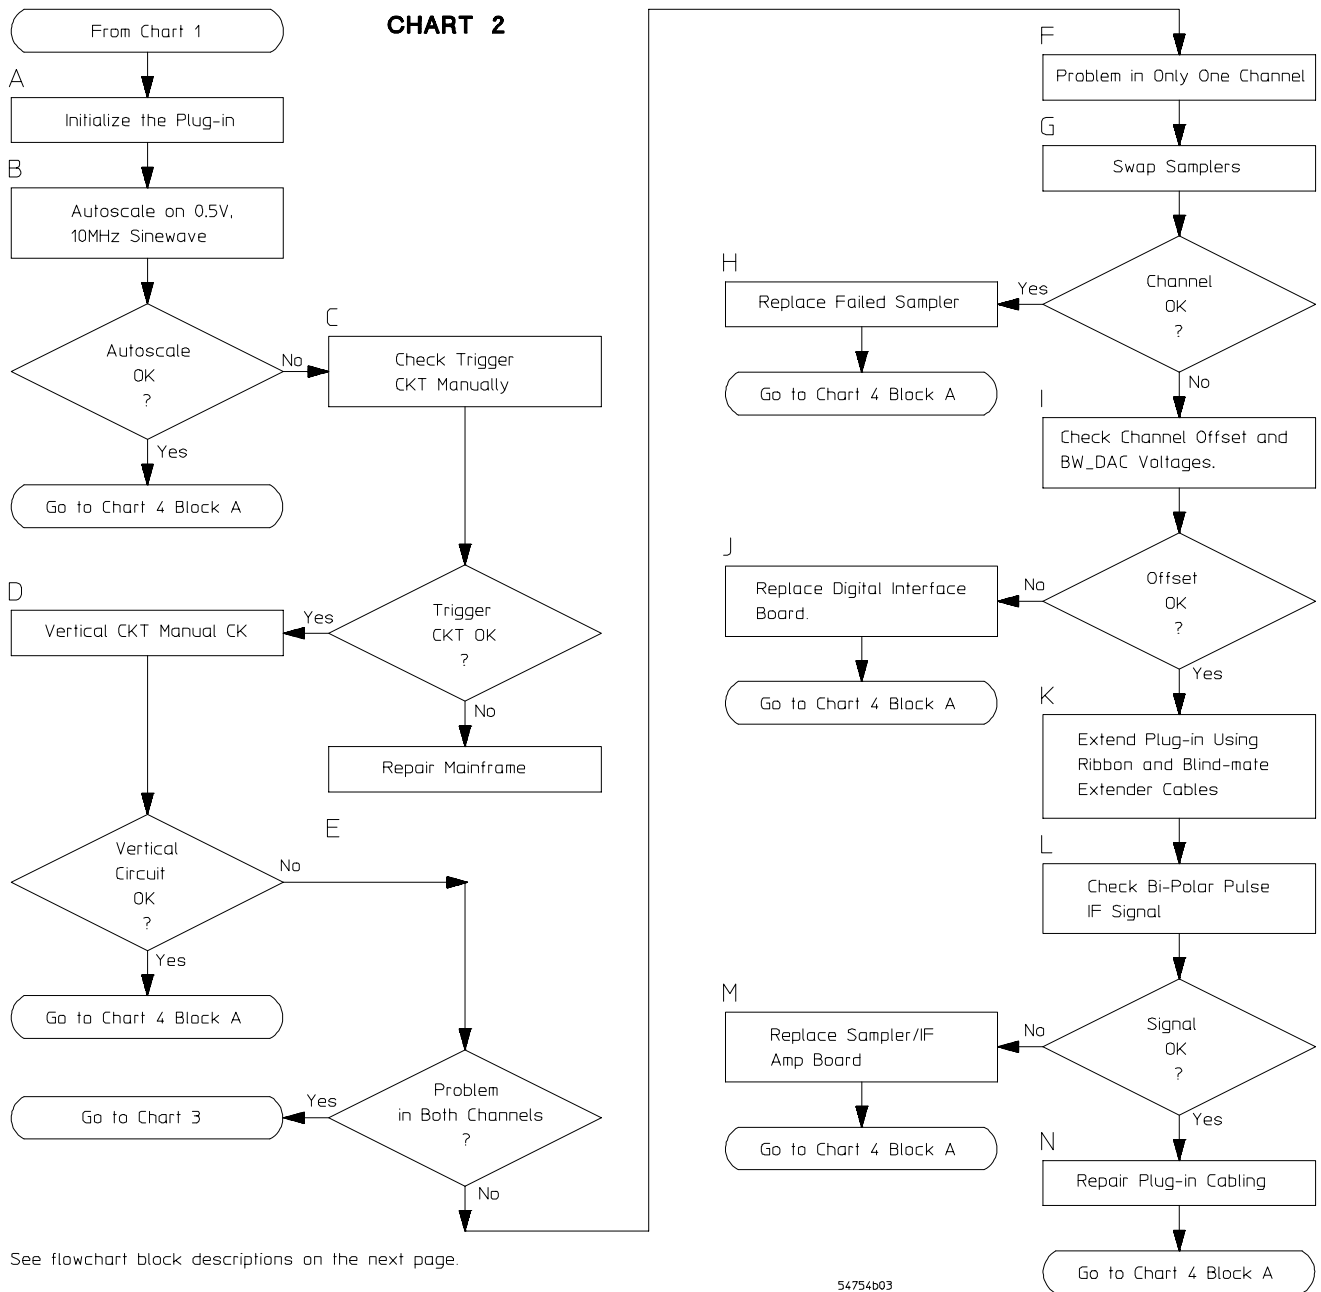 CHART 2
From Chart 1
A
Initialize the Plug-in
B
Autoscale on 0.5V,
10MHz Sinewave
Autoscale
OK
?
No
Yes
Go to Chart 4 Block A
C
Check Trigger
CKT Manually
Trigger
CKT OK
?
Yes
No
Repair Mainframe
D
Vertical CKT Manual CK
Vertical
Circuit
OK
?
No
Yes
Go to Chart 4 Block A
E
Problem
in Both Channels
?
Yes
Go to Chart 3
No
F
Problem in Only One Channel
G
Swap Samplers
Channel
OK
?
Yes
H
Replace Failed Sampler
Go to Chart 4 Block A
No
I
Check Channel Offset and
BW_DAC Voltages.
Offset
OK
?
No
J
Replace Digital Interface
Board.
Go to Chart 4 Block A
Yes
K
Extend Plug-in Using
Ribbon and Blind-mate
Extender Cables
L
Check Bi-Polar Pulse
IF Signal
Signal
OK
?
No
M
Replace Sampler/IF
Amp Board
Go to Chart 4 Block A
Yes
N
Repair Plug-in Cabling
Go to Chart 4 Block A
See flowchart block descriptions on the next page.
54754b03